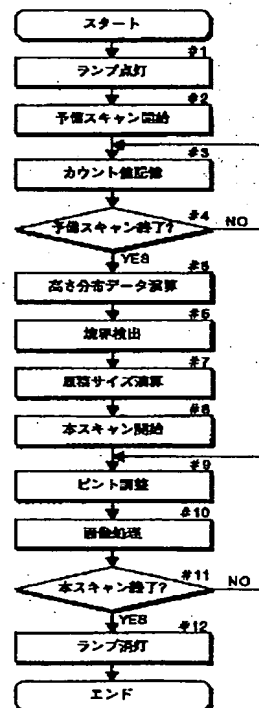 スタート
#1
ランプ点灯
#2
予備スキャン開始
#3
カウント値記憶
#4
予備スキャン終了? NO
YES
#5
高さ分布データ演算
#6
境界検出
#7
原稿サイズ演算
#8
本スキャン開始
#9
ピント調整
#10
画像処理
#11
本スキャン終了? NO
YES
#12
ランプ消灯
エンド